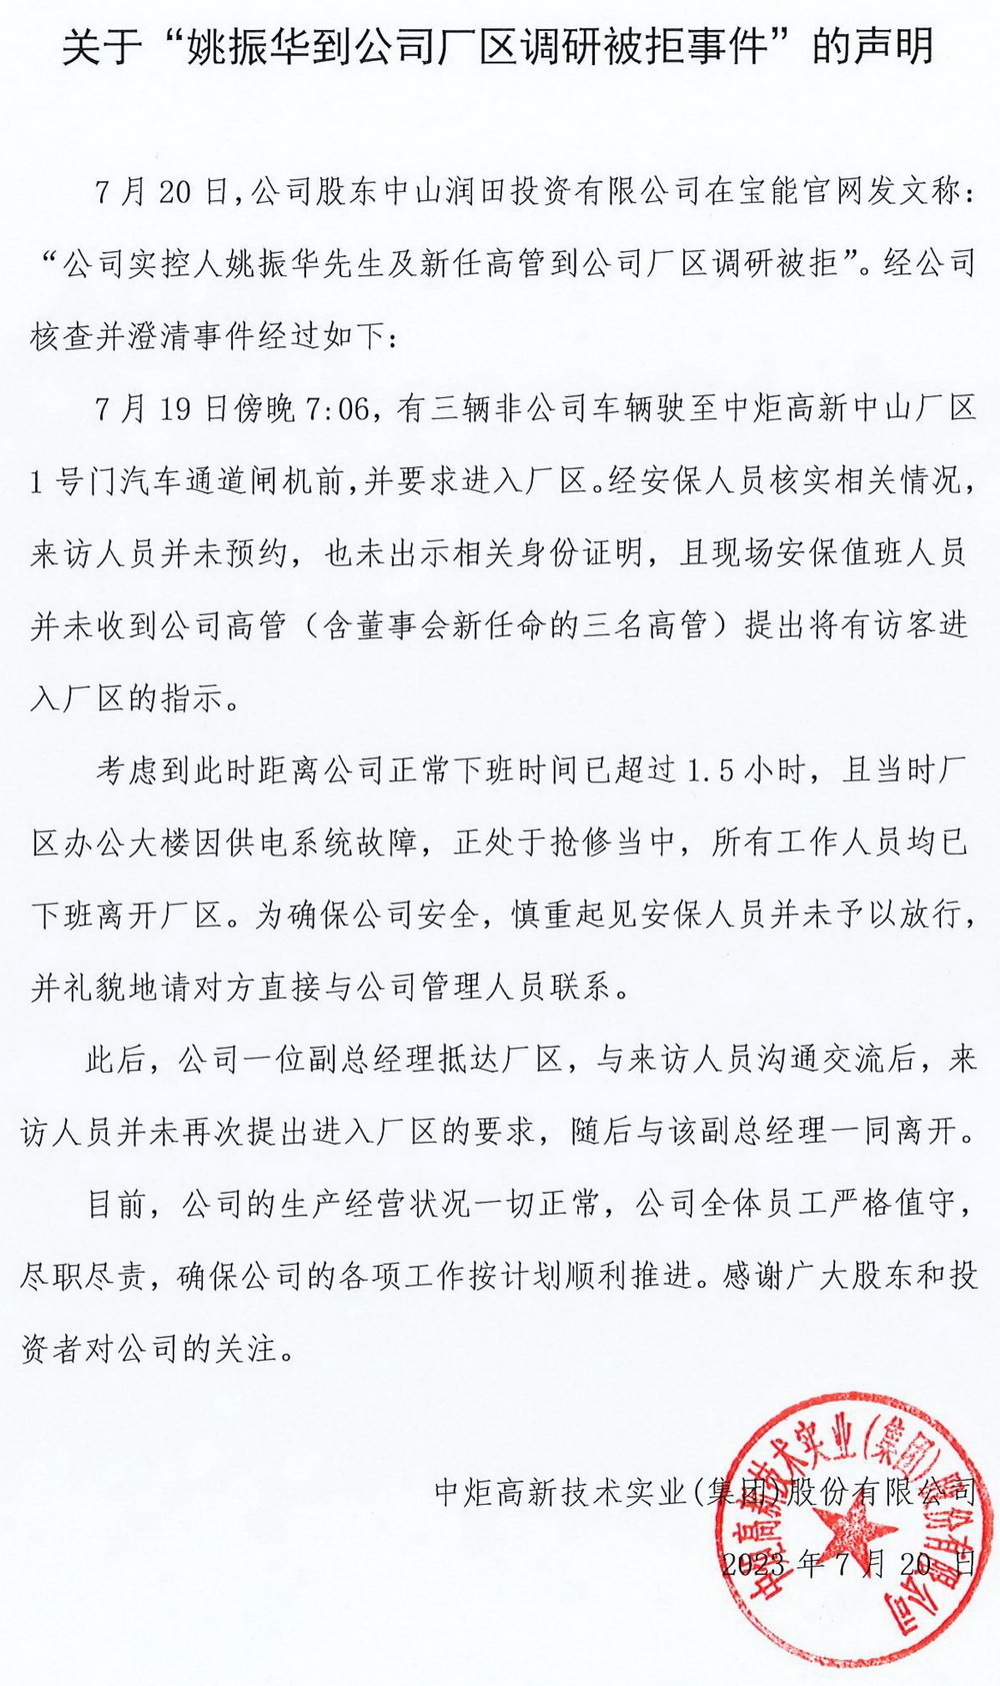 关于“姚振华到公司厂区调研被拒事件”的声明
7月20日,公司股东中山润田投资有限公司在宝能官网发文称:
“公司实控人姚振华先生及新任高管到公司厂区调研被拒”。经公司
核查并澄清事件经过如下:
7月19日傍晚7:06,有三辆非公司车辆驶至中炬高新中山厂区
1号门汽车通道闸机前,并要求进入厂区。经安保人员核实相关情况,
来访人员并未预约，也未出示相关身份证明，且现场安保值班人员
并未收到公司高管（含董事会新任命的三名高管）提出将有访客进
入厂区的指示。
考虑到此时距离公司正常下班时间已超过1.5小时，且当时厂
区办公大楼因供电系统故障，正处于抢修当中，所有工作人员均已
下班离开厂区。为确保公司安全，慎重起见安保人员并未予以放行，
并礼貌地请对方直接与公司管理人员联系。
此后，公司一位副总经理抵达厂区，与来访人员沟通交流后，来
访人员并未再次提出进入厂区的要求，随后与该副总经理一同离开。
目前，公司的生产经营状况一切正常，公司全体员工严格值守，
尽职尽责，确保公司的各项工作按计划顺利推进。感谢广大股东和投
资者对公司的关注。
中炬高新技术实业(集团)股份有限公司
2023年7月20日
中炬高新技术实业(集团)股份有限公司